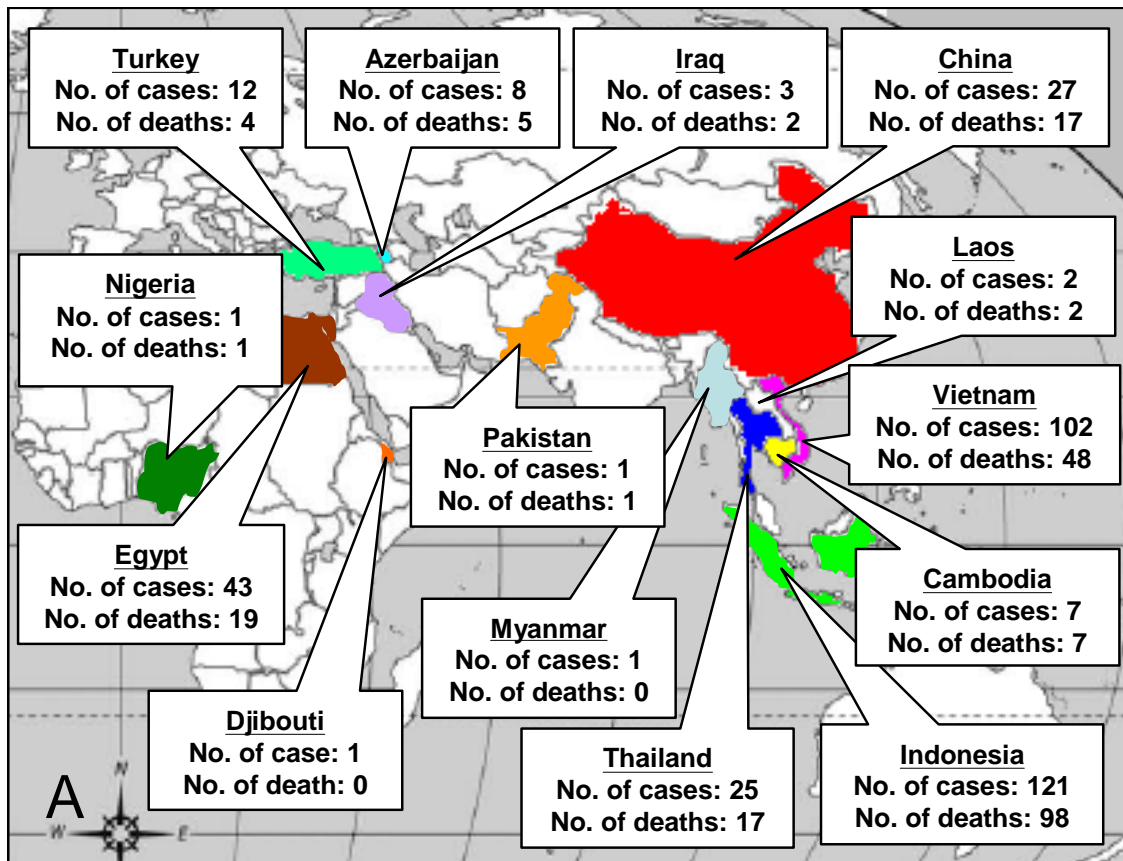 Turkey
No. of cases: 12
No. of deaths: 4
Azerbaijan
No. of cases: 8
No. of deaths: 5
Iraq
No. of cases: 3
No. of deaths: 2
China
No. of cases: 27
No. of deaths: 17
Nigeria
No. of cases: 1
No. of deaths: 1
Laos
No. of cases: 2
No. of deaths: 2
Vietnam
No. of cases: 102
No. of deaths: 48
Pakistan
No. of cases: 1
No. of deaths: 1
Egypt
No. of cases: 43
No. of deaths: 19
Cambodia
No. of cases: 7
No. of deaths: 7
Myanmar
No. of cases: 1
No. of deaths: 0
Djibouti
No. of case: 1
No. of death: 0
Thailand
No. of cases: 25
No. of deaths: 17
Indonesia
No. of cases: 121
No. of deaths: 98
A
N
W
E